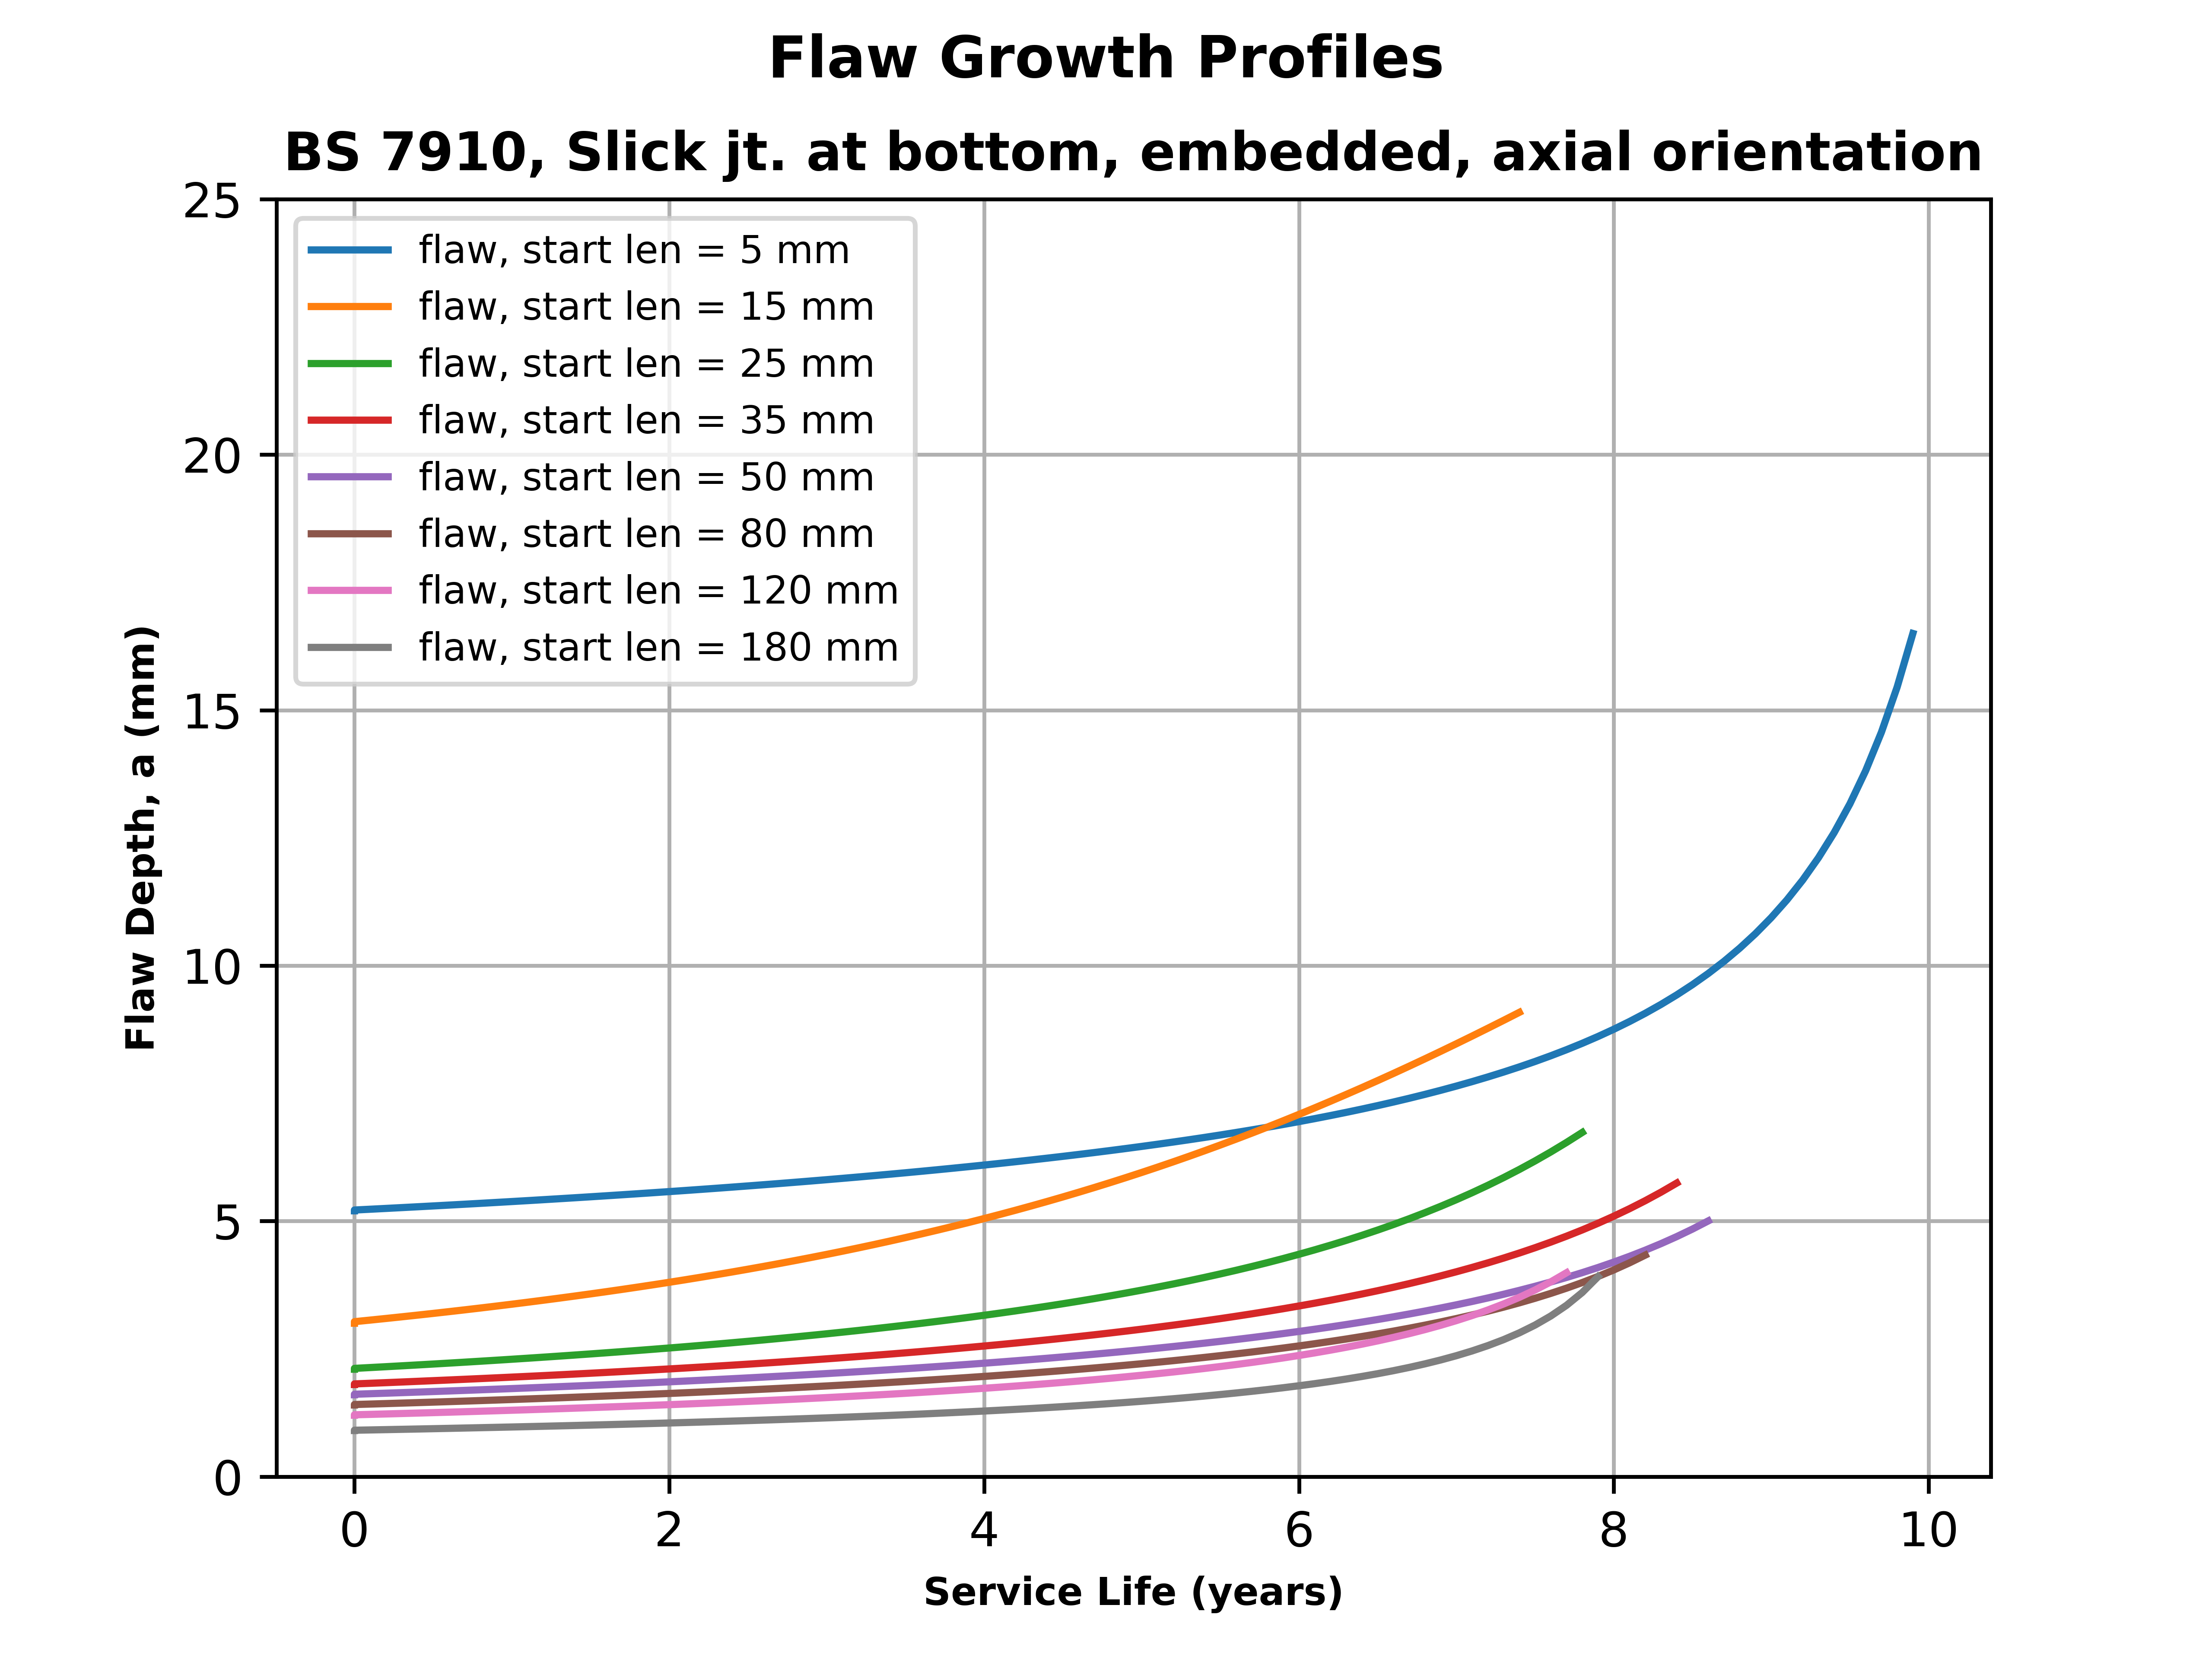 Flaw Growth Profiles
BS 7910, Slick jt. at bottom, embedded, axial orientation
25
20
15
10
5
0
Flaw Depth, a (mm)
flaw, start len = 5 mm
flaw, start len = 15 mm
flaw, start len = 25 mm
flaw, start len = 35 mm
flaw, start len = 50 mm
flaw, start len = 80 mm
flaw, start len = 120 mm
flaw, start len = 180 mm
0 2 4 6 8 10
Service Life (years)